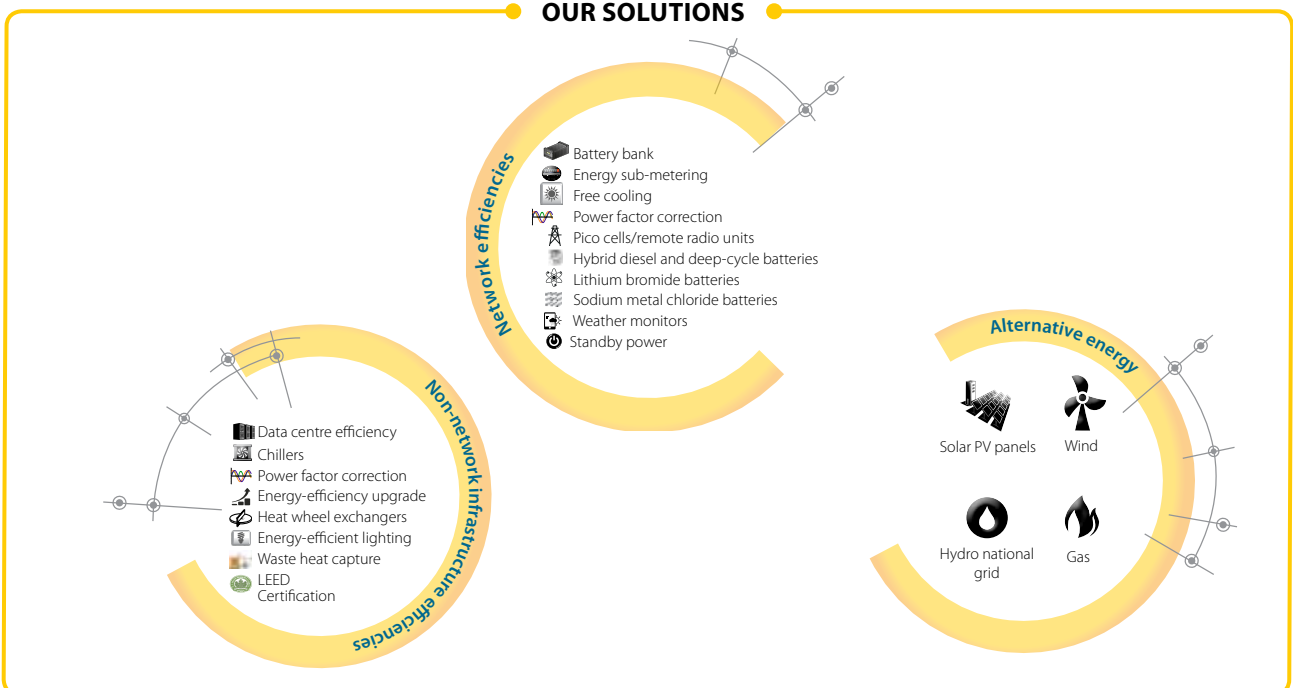 OUR SOLUTIONS
Network efficiencies
Battery bank
Energy sub-metering
Free cooling
Power factor correction
Pico cells/remote radio units
Hybrid diesel and deep-cycle batteries
Lithium bromide batteries
Sodium metal chloride batteries
Weather monitors
Standby power
Non-network infrastructure efficiencies
Data centre efficiency
Chillers
Power factor correction
Energy-efficiency upgrade
Heat wheel exchangers
Energy-efficient lighting
Waste heat capture
LEED
Certification
Alternative energy
Solar PV panels
Wind
Hydro national
grid
Gas